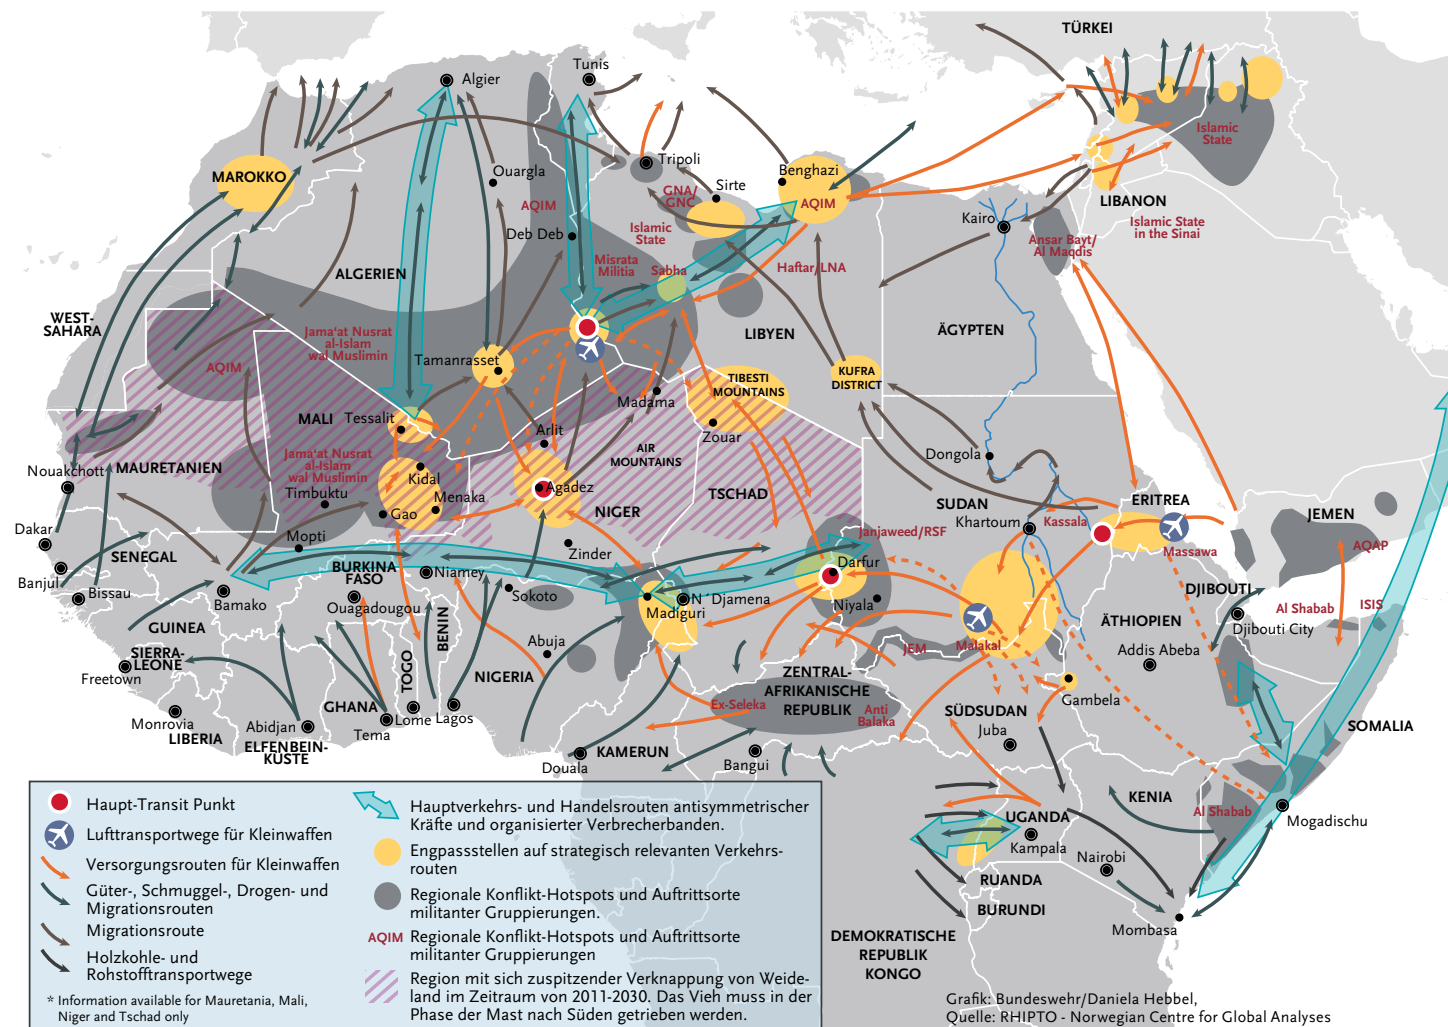 TÜRKEI
Tunis
Algier
Islamic
State
Tripoli
Ouargla
Benghazi
MAROKKO
Sirte
GNA/
GNC
AQIM
AQIM
LIBANON
Islamic State
in the Sinai
Kairo
Deb Deb
Islamic
State
Ansar Bayt/
Al Maqdis
Misrata
Militia
Sabha
Haftar/LNA
ALGERIEN
WEST-
SAHARA
LIBYEN
ÄGYPTEN
Jama'at Nusrat
al-Islam
wal Muslimin
AQIM
Tamanrasset
TIBESTI
MOUNTAINS
KUFRA
DISTRICT
Madama
MALI
Tessalit
Arlit
Zouar
AIR
MOUNTAINS
Dongola
Nouakchott
MAURETANIEN
Jama'at Nusrat
al-Islam
wal Muslimin
Kidal
Timbuktu
Menaka
Agadez
TSCHAD
SUDAN
ERITREA
Gao
NIGER
Khartoum
Kassala
JEMEN
Dakar
Mopti
Janjaweed/RSF
Massawa
AQAP
SENEGAL
Zinder
BURKINA
FASO
Niamey
Darfur
Banjul
Bissau
Bamako
Ouagadougou
Sokoto
Madiguri
N´Djamena
Niyala
DJIBOUTI
Al Shabab
ISIS
Djibouti City
GUINEA
BENIN
Abuja
ÄTHIOPIEN
SIERRA-
LEONE
Freetown
JEM
Malakal
Addis Abeba
TOGO
NIGERIA
ZENTRAL-
AFRIKANISCHE
REPUBLIK
Ex-Seleka
Anti
Balaka
Gambela
Monrovia
LIBERIA
Abidjan
GHANA
Tema
Lome
Lagos
SÜDSUDAN
Juba
SOMALIA
ELFENBEIN-
KÜSTE
KAMERUN
Douala
Bangui
KENIA
Al Shabab
Mogadischu
UGANDA
Kampala
Nairobi
RUANDA
BURUNDI
Mombasa
DEMOKRATISCHE
REPUBLIK
KONGO
Haupt-Transit Punkt
Lufttransportwege für Kleinwaffen
Versorgungsrouten für Kleinwaffen
Güter-, Schmuggel-, Drogen- und
Migrationsrouten
Migrationsroute
Holzkohle- und
Rohstofftransportwege
* Information available for Mauretania, Mali,
Niger and Tschad only
Hauptverkehrs- und Handelsrouten antisymmetrischer
Kräfte und organisierter Verbrecherbanden.
Engpassstellen auf strategisch relevanten Verkehrs-
routen
Regionale Konflikt-Hotspots und Auftrittsorte
militanter Gruppierungen.
AQIM Regionale Konflikt-Hotspots und Auftrittsorte
militanter Gruppierungen
Region mit sich zuspitzender Verknappung von Weide-
land im Zeitraum von 2011-2030. Das Vieh muss in der
Phase der Mast nach Süden getrieben werden.
Grafik: Bundeswehr/Daniela Hebbel,
Quelle: RHIPTO - Norwegian Centre for Global Analyses